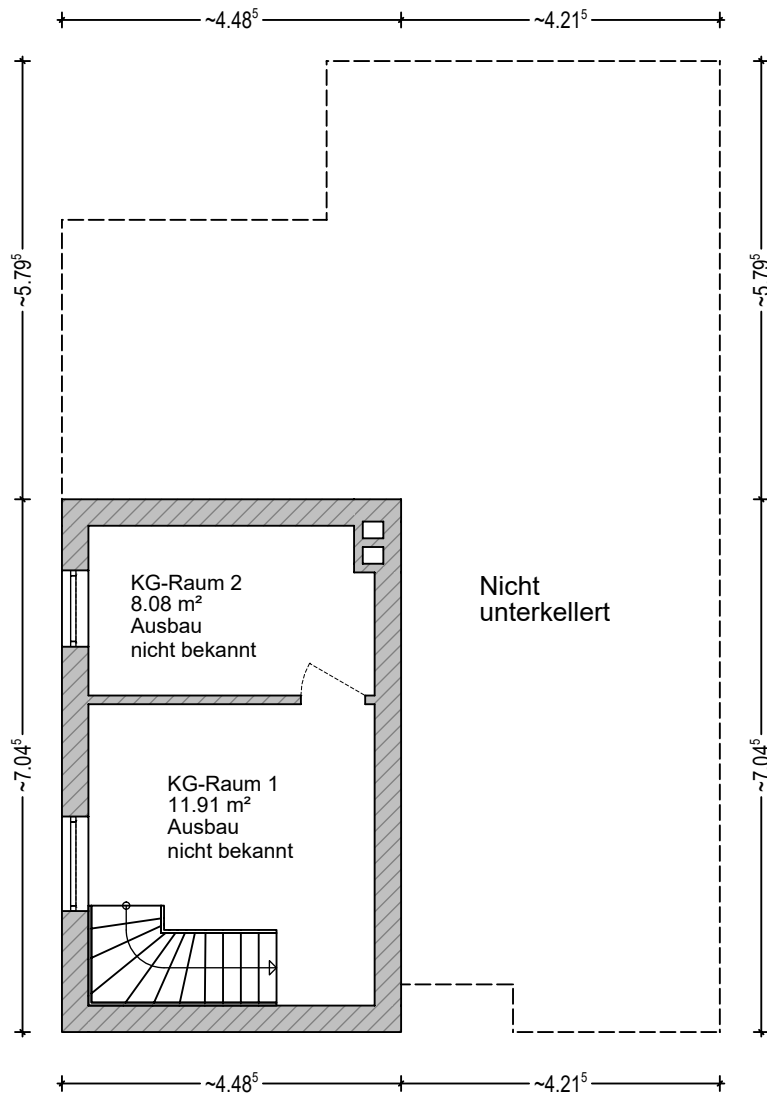 ~4.48⁵
~4.21⁵
~5.79⁵
~5.79⁵
KG-Raum 2
8.08 m²
Ausbau
nicht bekannt
Nicht
unterkellert
~7.04⁵
~7.04⁵
KG-Raum 1
11.91 m²
Ausbau
nicht bekannt
~4.48⁵
~4.21⁵